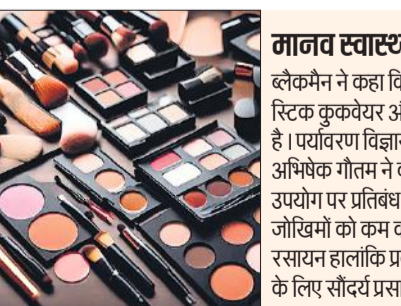 मानव स्वास्थ्
ब्लैकमैन ने कहा कि
स्टिक कुकवेयर अ
है। पर्यावरण विज्ञान
अभिषेक गौतम ने क
उपयोग पर प्रतिबंध
जोखिमों को कम क
रसायन हालांकि प्र
के लिए सौंदर्य प्रसा